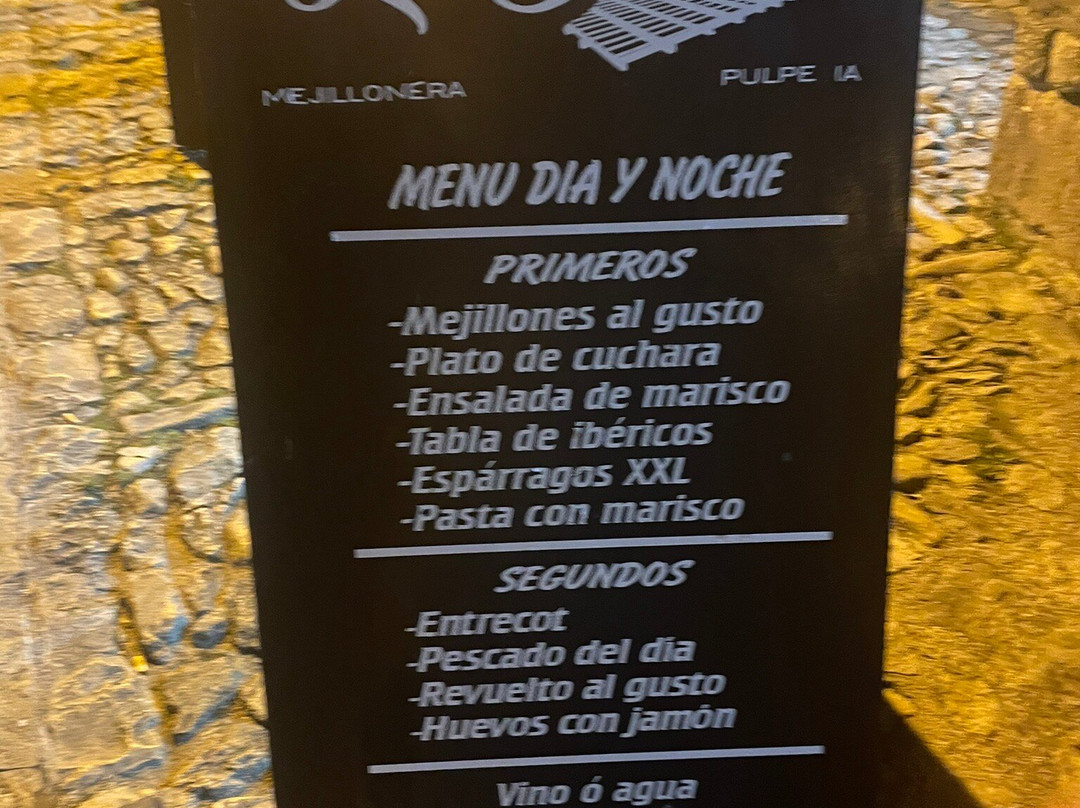 MEJILLONERA
PULPE IA
MENU DIA Y NOCHE
PRIMEROS
-Mejillones al gusto
-Plato de cuchara
-Ensalada de marisco
-Tabla de ibéricos
-Espárragos XXL
-Pasta con marisco
SEGUNDOS
-Entrecot
-Pescado del día
-Revuelto al gusto
-Huevos con jamón
Vino ó agua